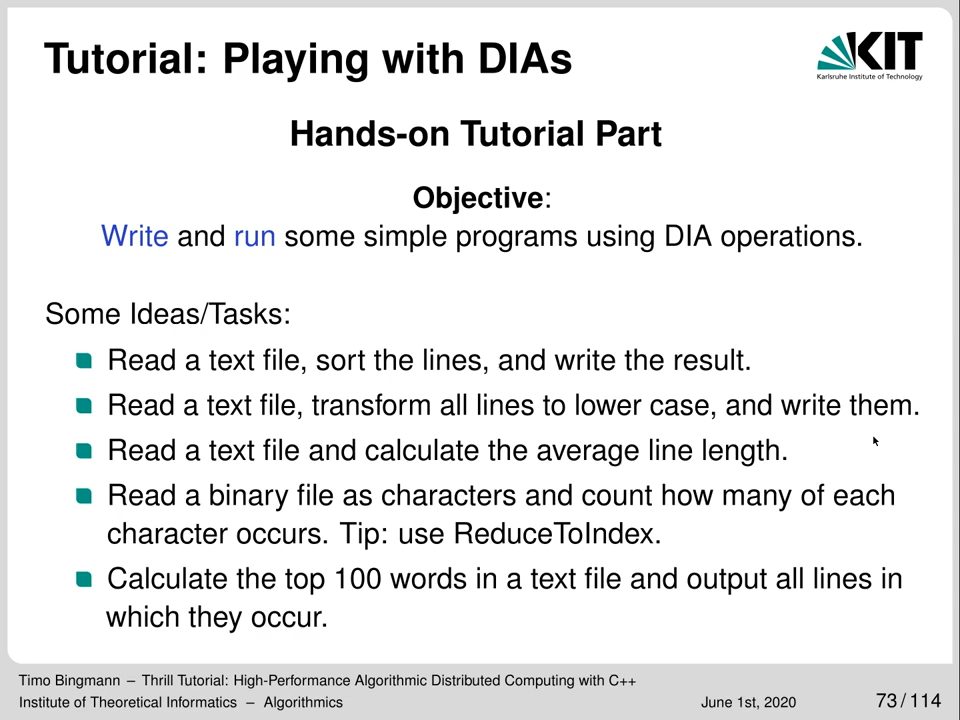 Tutorial: Playing with DIAs
KIT
Karlsruhe Institute of Technology
Hands-on Tutorial Part
Objective:
Write and run some simple programs using DIA operations.
Some Ideas/Tasks:
Read a text file, sort the lines, and write the result.
Read a text file, transform all lines to lower case, and write them.
Read a text file and calculate the average line length.
Read a binary file as characters and count how many of each
character occurs. Tip: use ReduceToIndex.
Calculate the top 100 words in a text file and output all lines in
which they occur.
Timo Bingmann – Thrill Tutorial: High-Performance Algorithmic Distributed Computing with C++
Institute of Theoretical Informatics – Algorithmics June 1st, 2020 73 / 114